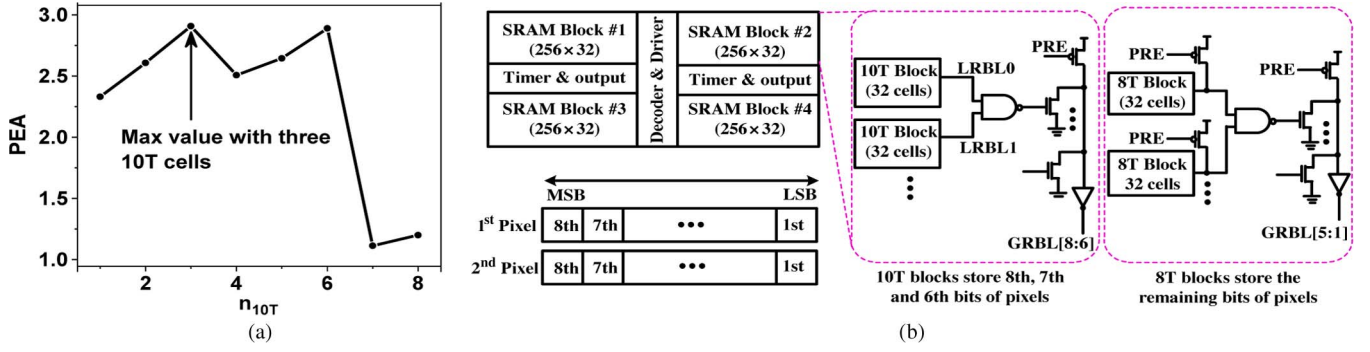 (a)
PEA
3.0
2.5
2.0
1.5
1.0
Max value with three
10T cells
2
4
6
8
n10T
SRAM Block #1
(256×32)
Timer & output
SRAM Block #3
(256×32)
Decoder & Driver
SRAM Block #2
(256×32)
Timer & output
SRAM Block #4
(256×32)
MSB
LSB
1st Pixel
8th
7th
•••
1st
2nd Pixel
8th
7th
•••
1st
PRE
10T Block
(32 cells)
LRBL0
10T Block
(32 cells)
LRBL1
GRBL[8:6]
10T blocks store 8th, 7th
and 6th bits of pixels
PRE
8T Block
(32 cells)
PRE
8T Block
32 cells
PRE
GRBL[5:1]
8T blocks store the
remaining bits of pixels
(a)
(b)